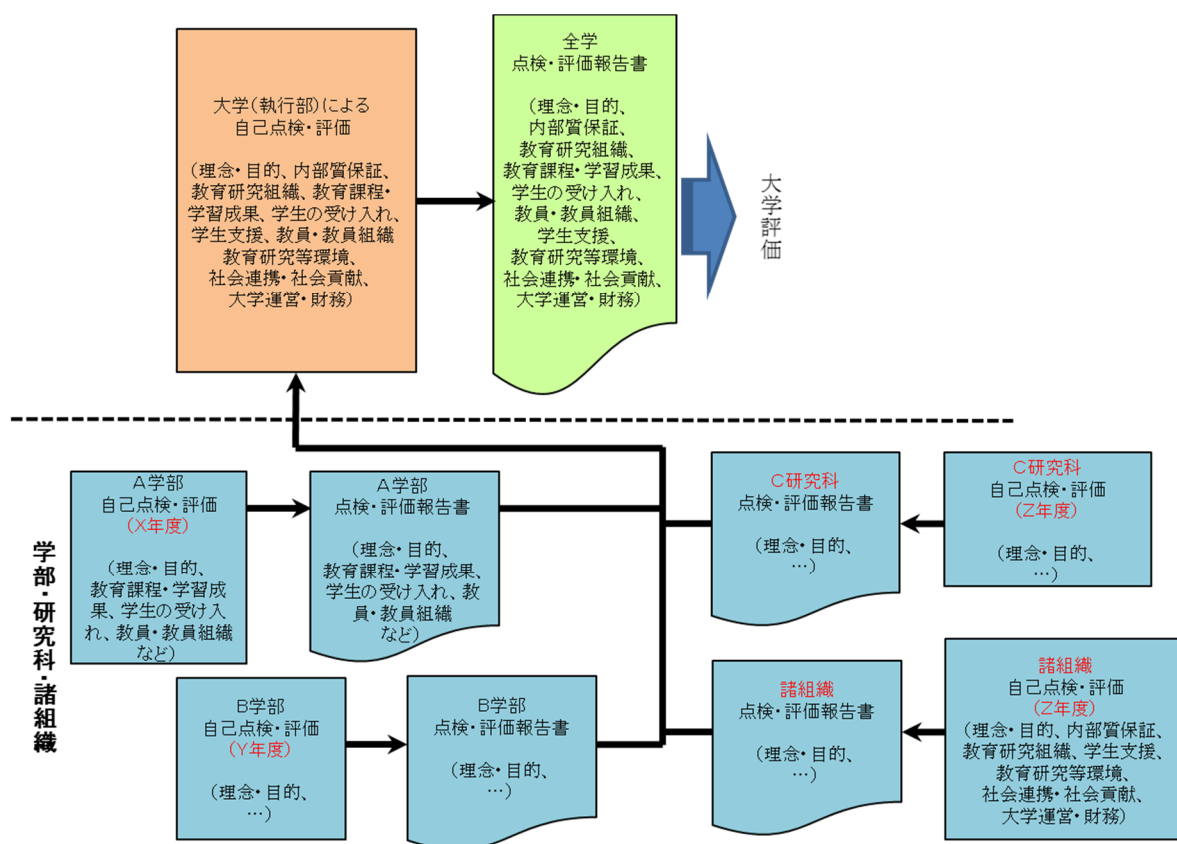 大学(執行部)による
自己点検・評価
(理念・目的、内部質保証、
教育研究組織、教育課程・
学習成果、学生の受け入れ、
学生支援、教員・教員組織
教育研究等環境、
社会連携・社会貢献、
大学運営・財務)
全学
点検・評価報告書
(理念・目的、
内部質保証、
教育研究組織、
教育課程・学習成果、
学生の受け入れ、
教員・教員組織、
学生支援、
教育研究等環境、
社会連携・社会貢献、
大学運営・財務)
大学評価
学部・研究科・諸組織
A学部
自己点検・評価
(X年度)
(理念・目的、
教育課程・学習成
果、学生の受け入
れ、教員・教員組織
など)
A学部
点検・評価報告書
(理念・目的、
教育課程・学習成果、
学生の受け入れ、教
員・教員組織
など)
C研究科
点検・評価報告書
(理念・目的、
…)
C研究科
自己点検・評価
(Z年度)
(理念・目的、
…)
B学部
自己点検・評価
(Y年度)
(理念・目的、
…)
B学部
点検・評価報告書
(理念・目的、
…)
諸組織
点検・評価報告書
(理念・目的、
…)
諸組織
自己点検・評価
(Z年度)
(理念・目的、内部質保証、
教育研究組織、学生支援、
教育研究等環境、
社会連携・社会貢献、
大学運営・財務)